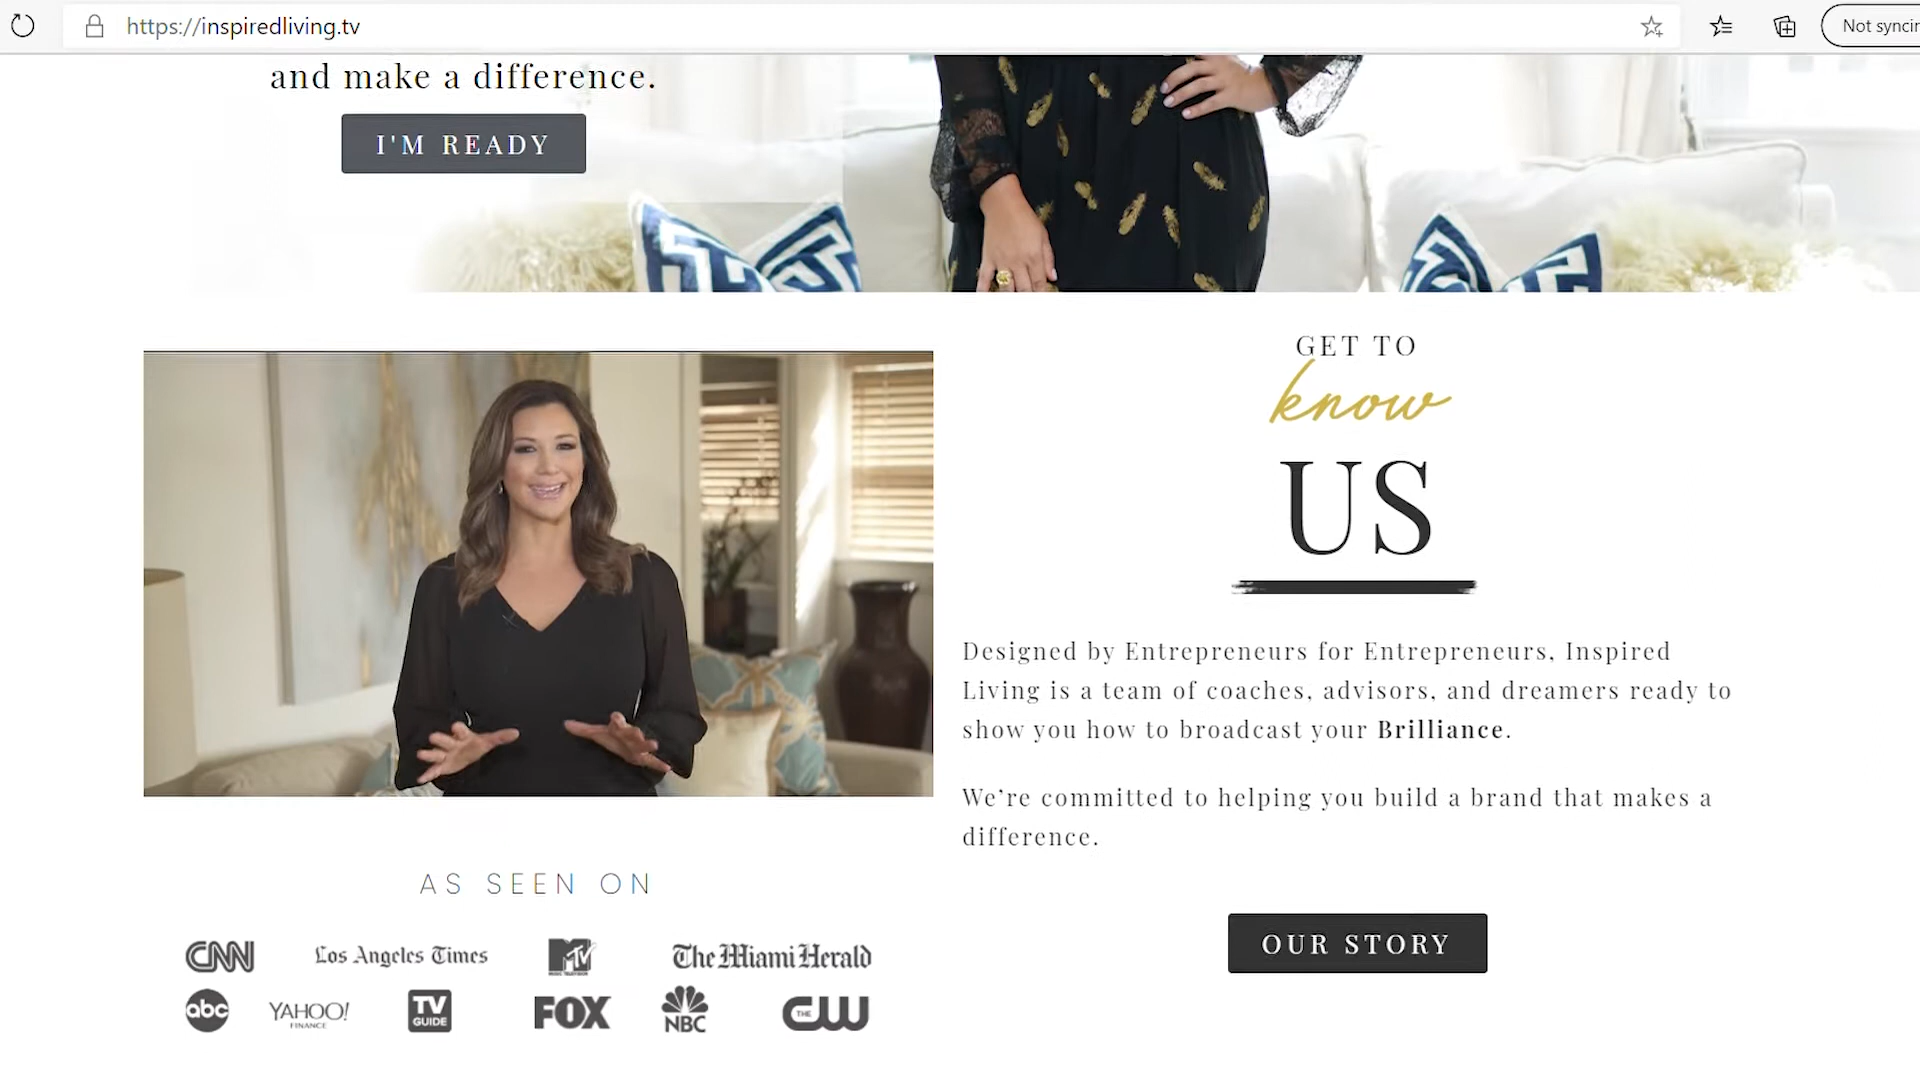 https://inspiredliving.tv
Not syncin
and make a difference.
I'M READY
GET TO
know
US
Designed by Entrepreneurs for Entrepreneurs, Inspired
Living is a team of coaches, advisors, and dreamers ready to
show you how to broadcast your Brilliance.
We’re committed to helping you build a brand that makes a
difference.
OUR STORY
AS SEEN ON
CNN Los Angeles Times MTV MUSIC TELEVISION The Miami Herald
abc YAHOO! FINANCE TV GUIDE FOX NBC THE CW